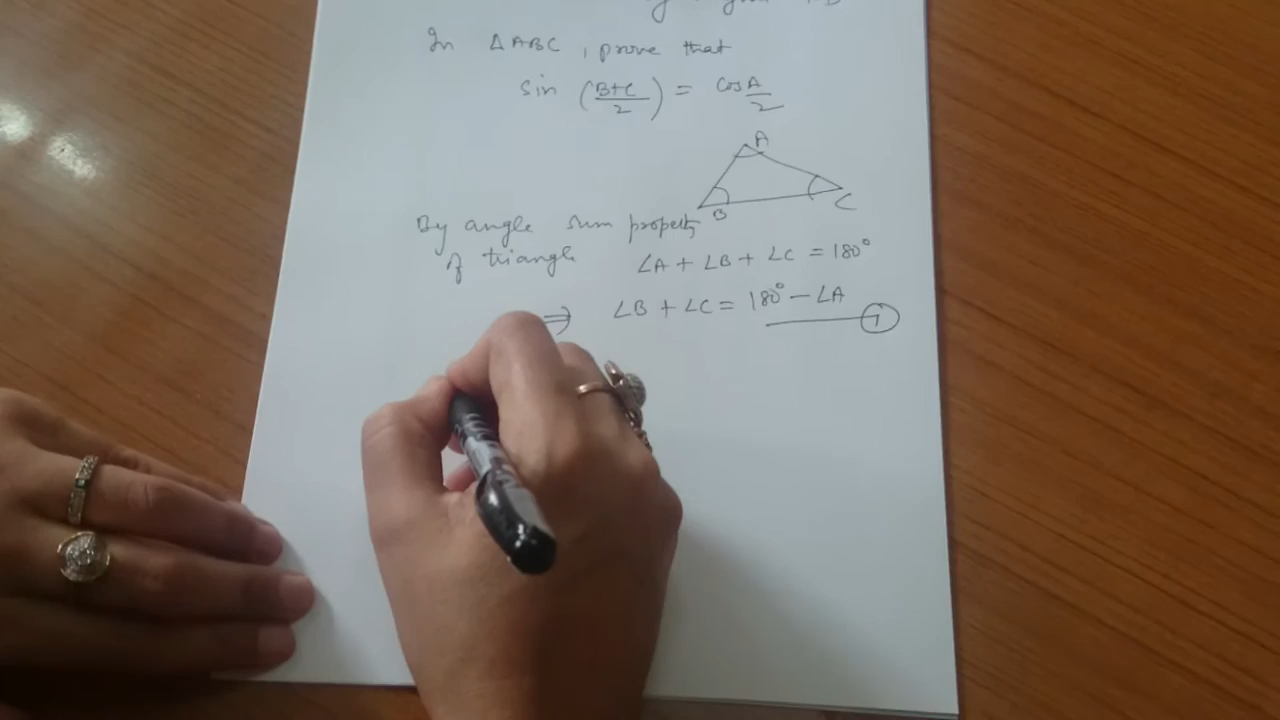 In ΔABC, prove that
sin (B+C/2) = cos A/2
A
B
C
By angle sum property
of triangle
∠A + ∠B + ∠C = 180°
⇒ ∠B + ∠C = 180° − ∠A
1